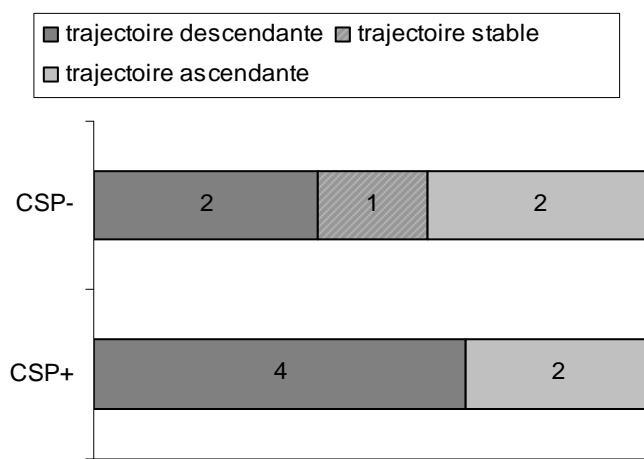 trajectoire descendante trajectoire stable
trajectoire ascendante
CSP- 2 1 2
CSP+ 4 2